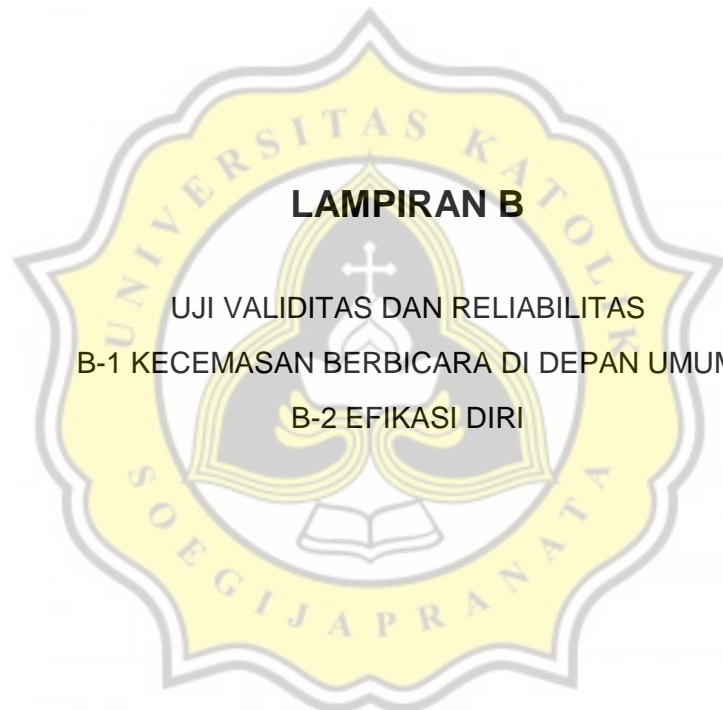 LAMPIRAN B
UJI VALIDITAS DAN RELIABILITAS
B-1 KECEMASAN BERBICARA DI DEPAN UMUM
B-2 EFIKASI DIRI
UNIVERSITAS KATOLIK
SOEGIJAPRANATA